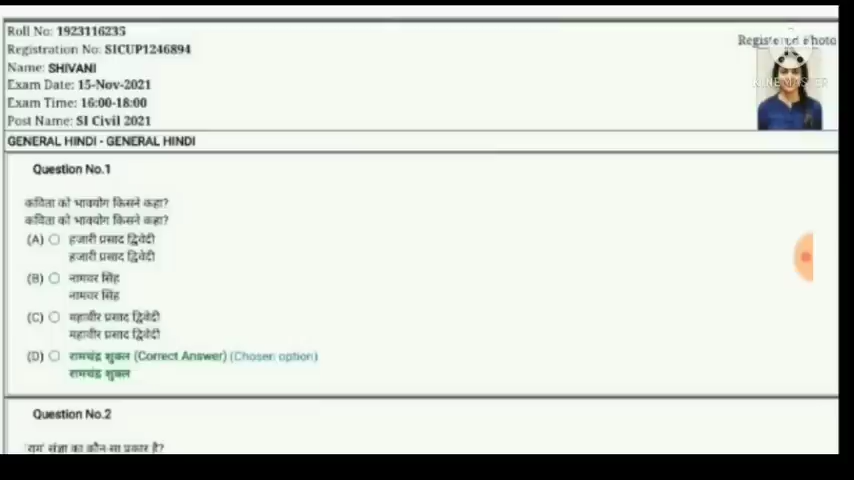 Roll No: 1923116235
Registration No: SICUP1246894
Name: SHIVANI
Exam Date: 15-Nov-2021
Exam Time: 16:00-18:00
Post Name: SI Civil 2021
Registered Photo
KINEMASTER
GENERAL HINDI - GENERAL HINDI
Question No.1
कविता को भावयोग किसने कहा?
कविता को भावयोग किसने कहा?
(A) हजारी प्रसाद द्विवेदी
हजारी प्रसाद द्विवेदी
(B) नामवर सिंह
नामवर सिंह
(C) महावीर प्रसाद द्विवेदी
महावीर प्रसाद द्विवेदी
(D) रामचंद्र शुक्ल (Correct Answer) (Chosen option)
रामचंद्र शुक्ल
Question No.2
संज्ञा का कौन-सा प्रकार है?